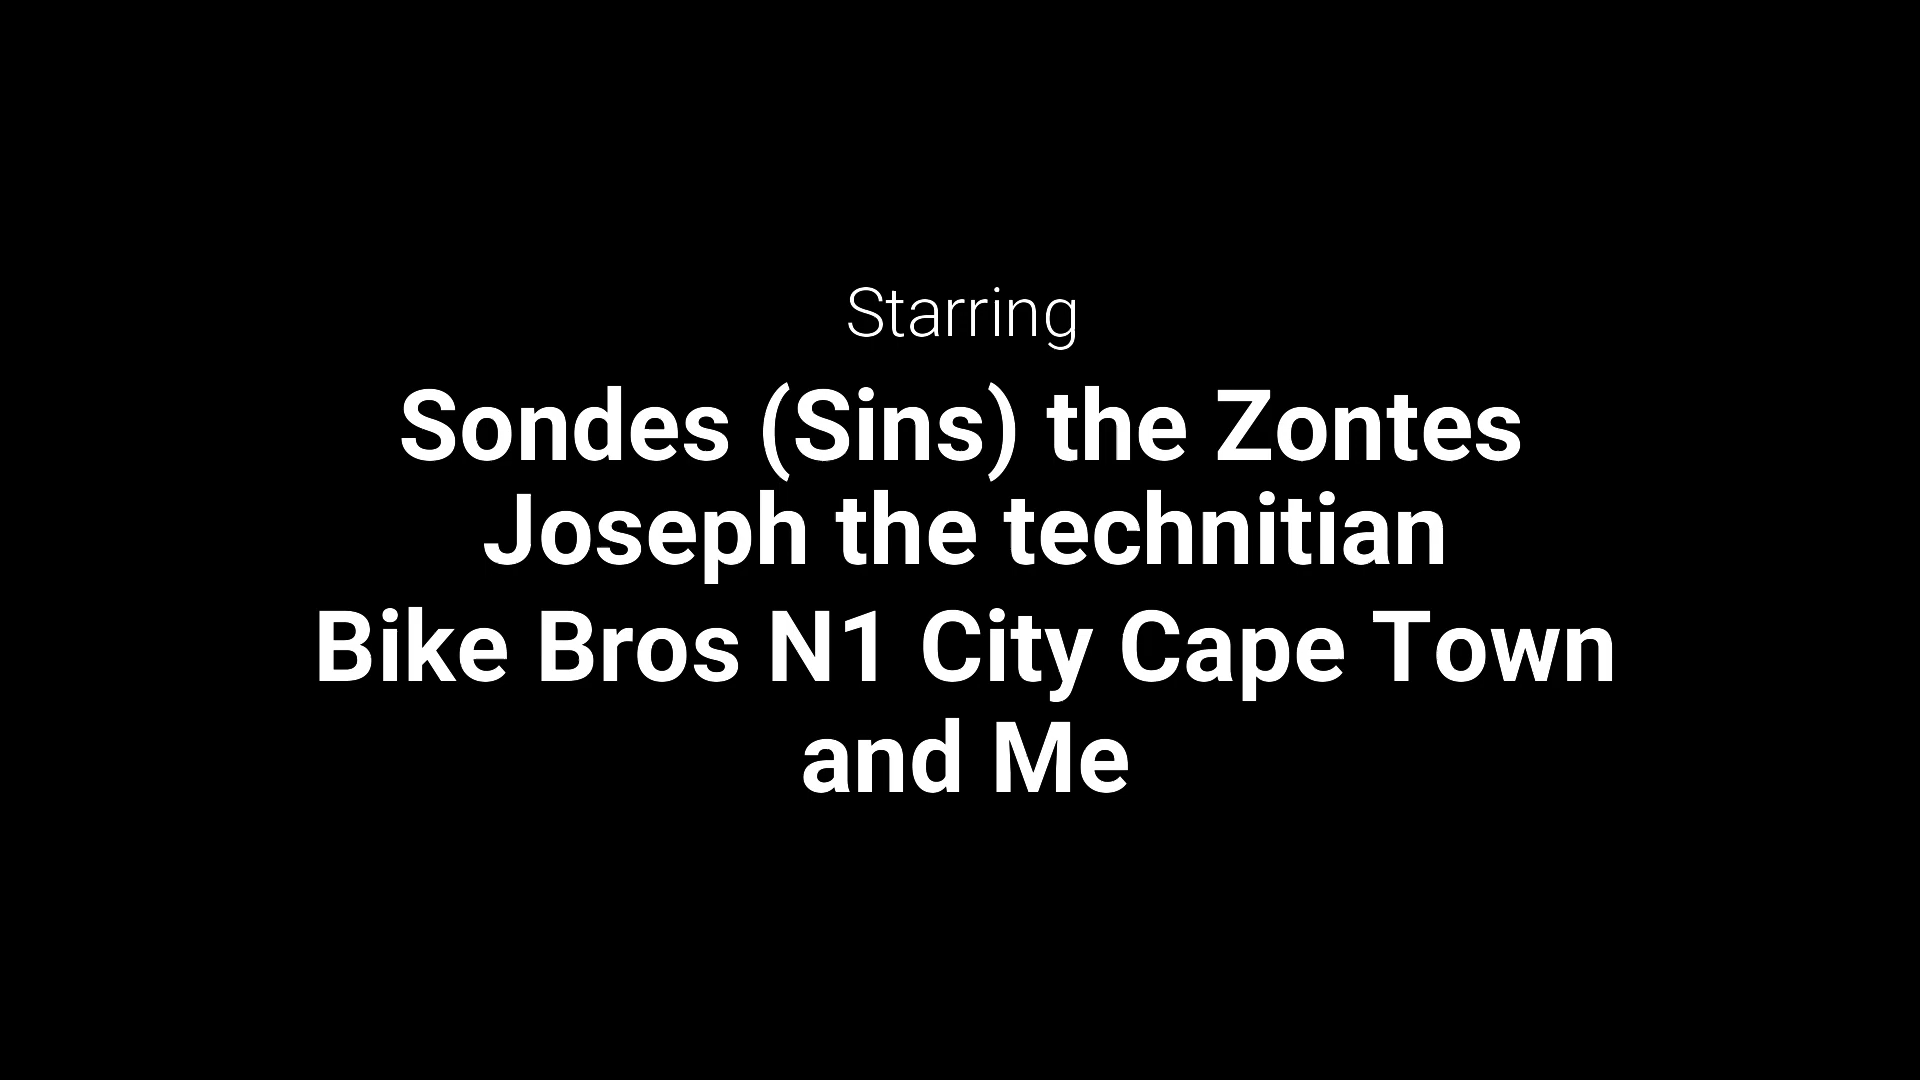 Starring
Sondes (Sins) the Zontes
Joseph the technitian
Bike Bros N1 City Cape Town
and Me